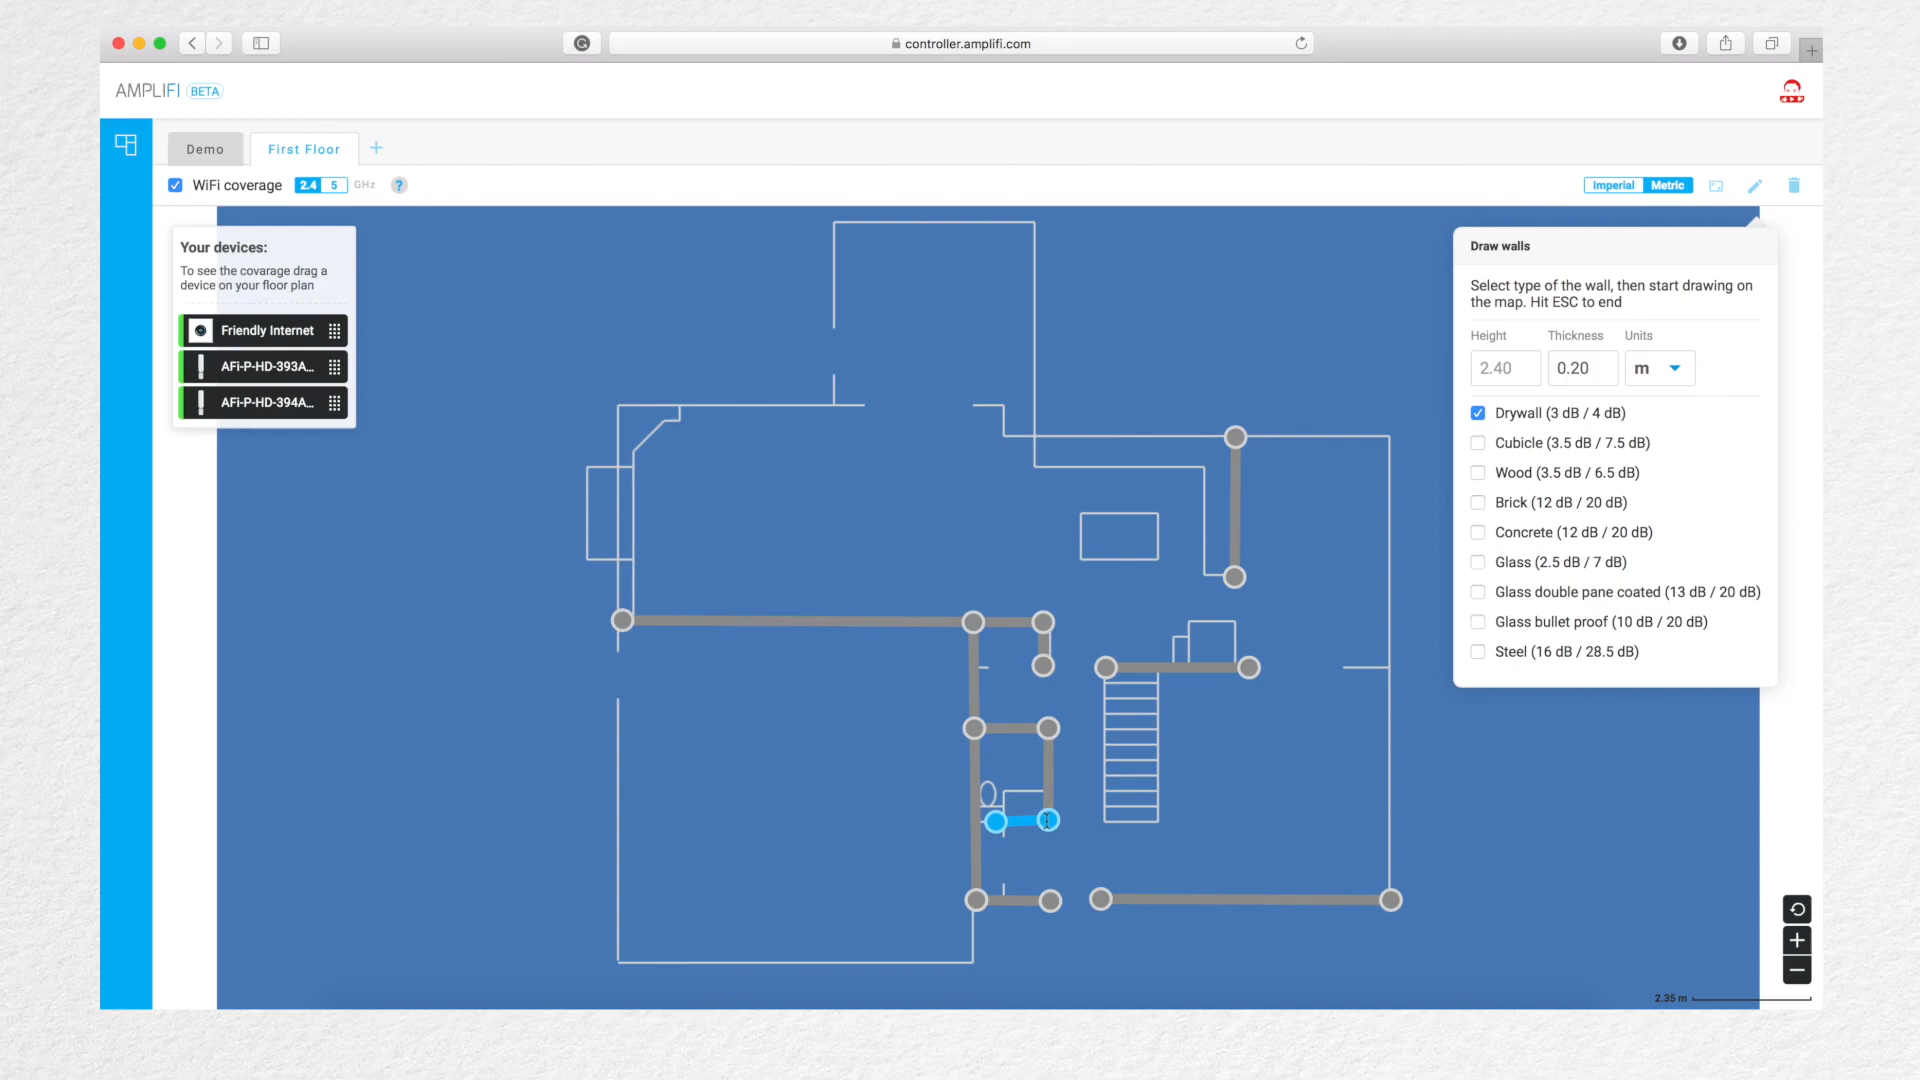 controller.amplifi.com
AMPLIFI BETA
Demo
First Floor
WiFi coverage
2.4 5 GHz
?
Imperial Metric
Your devices:
To see the covarage drag a
device on your floor plan
Friendly Internet
AFi-P-HD-393A...
AFi-P-HD-394A...
Draw walls
Select type of the wall, then start drawing on
the map. Hit ESC to end
Height Thickness Units
2.40 0.20 m
Drywall (3 dB / 4 dB)
Cubicle (3.5 dB / 7.5 dB)
Wood (3.5 dB / 6.5 dB)
Brick (12 dB / 20 dB)
Concrete (12 dB / 20 dB)
Glass (2.5 dB / 7 dB)
Glass double pane coated (13 dB / 20 dB)
Glass bullet proof (10 dB / 20 dB)
Steel (16 dB / 28.5 dB)
2.35 m